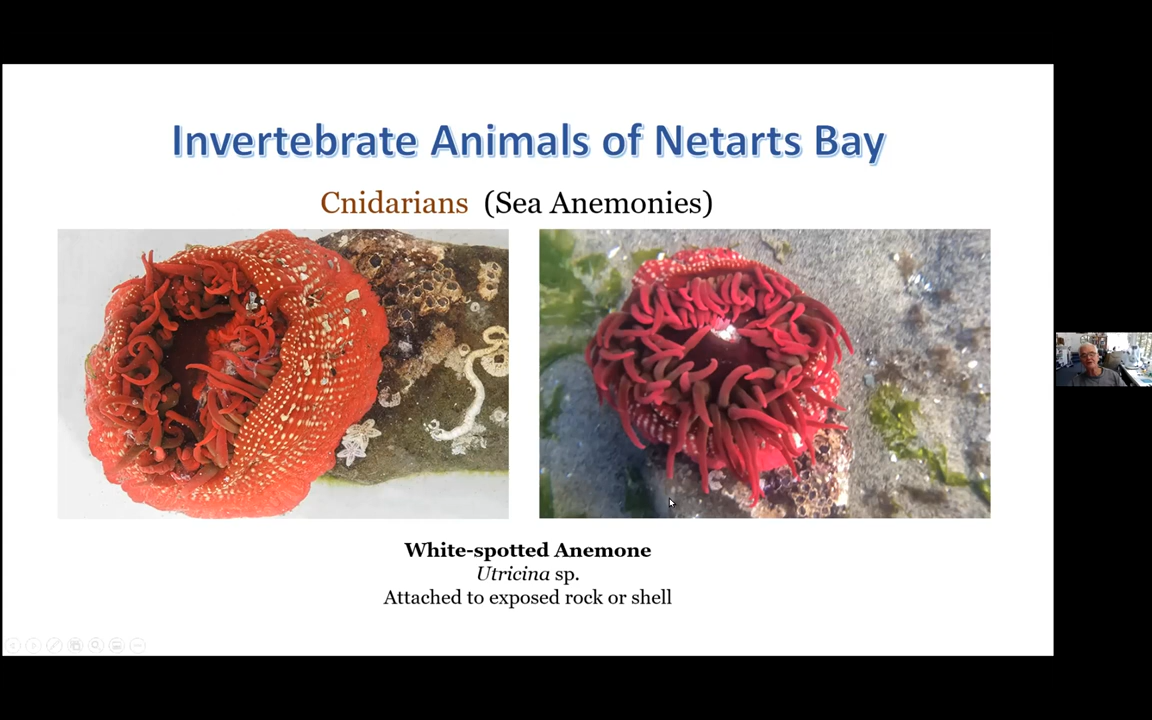 Invertebrate Animals of Netarts Bay
Cnidarians (Sea Anemonies)
White-spotted Anemone
Utricina sp.
Attached to exposed rock or shell